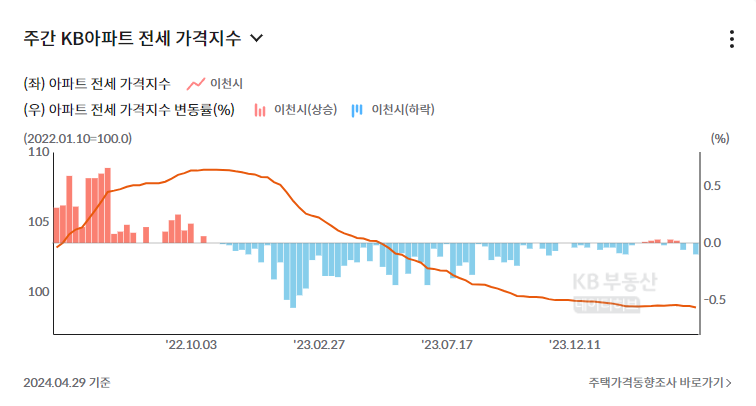 주간 KB아파트 전세 가격지수
(좌) 아파트 전세 가격지수 이천시
(우) 아파트 전세 가격지수 변동률(%) 이천시(상승) 이천시(하락)
(2022.01.10=100.0) (%)
110
0.5
105
0.0
KB 부동산
100
-0.5
'22.10.03 '23.02.27 '23.07.17 '23.12.11
2024.04.29 기준 주택가격동향조사 바로가기